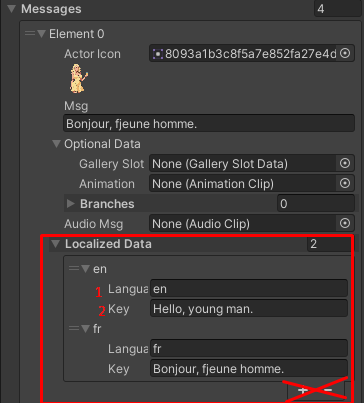 Messages 4
Element 0
Actor Icon 8093a1b3c8f5a7e852fa27e4d
Msg
Bonjour, fjeune homme.
Optional Data
Gallery Slot None (Gallery Slot Data)
Animation None (Animation Clip)
Branches 0
Audio Msg None (Audio Clip)
Localized Data 2
en
1 Langua en
2 Key Hello, young man.
fr
Langua fr
Key Bonjour, fjeune homme.
+ -